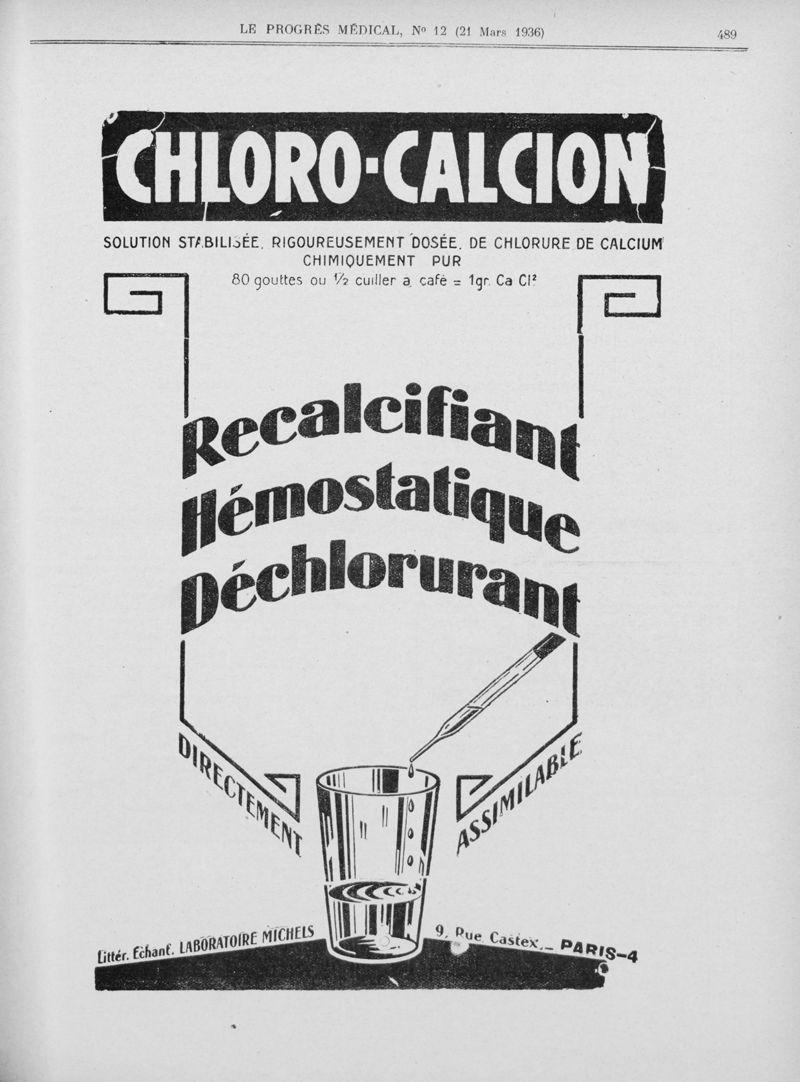 LE PROGRÈS MÉDICAL, Nº 12 (21 Mars 1936)
489
CHLORO-CALCION
SOLUTION STABILISÉE, RIGOUREUSEMENT DOSÉE, DE CHLORURE DE CALCIUM
CHIMIQUEMENT PUR
80 gouttes ou 1/2 cuiller à café = 1gr. Ca Cl²
Recalcifiant
Hémostatique
Déchlorurant
DIRECTEMENT
ASSIMILABLE
Littér. Echant. LABORATOIRE MICHELS
9, Rue Castex._ PARIS-4